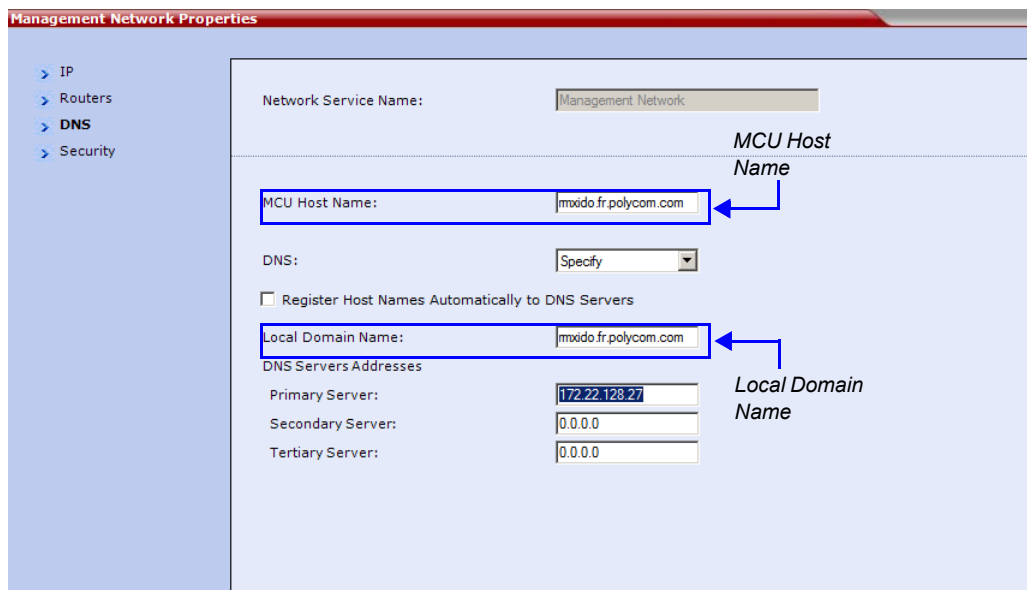 Management Network Properties
IP
Routers
DNS
Security
Network Service Name: Management Network
MCU Host Name
MCU Host Name: rmxido.fr.polycom.com
DNS: Specify
Register Host Names Automatically to DNS Servers
Local Domain Name: rmxido.fr.polycom.com
DNS Servers Addresses
Local Domain Name
Primary Server: 172.22.128.27
Secondary Server: 0.0.0.0
Tertiary Server: 0.0.0.0